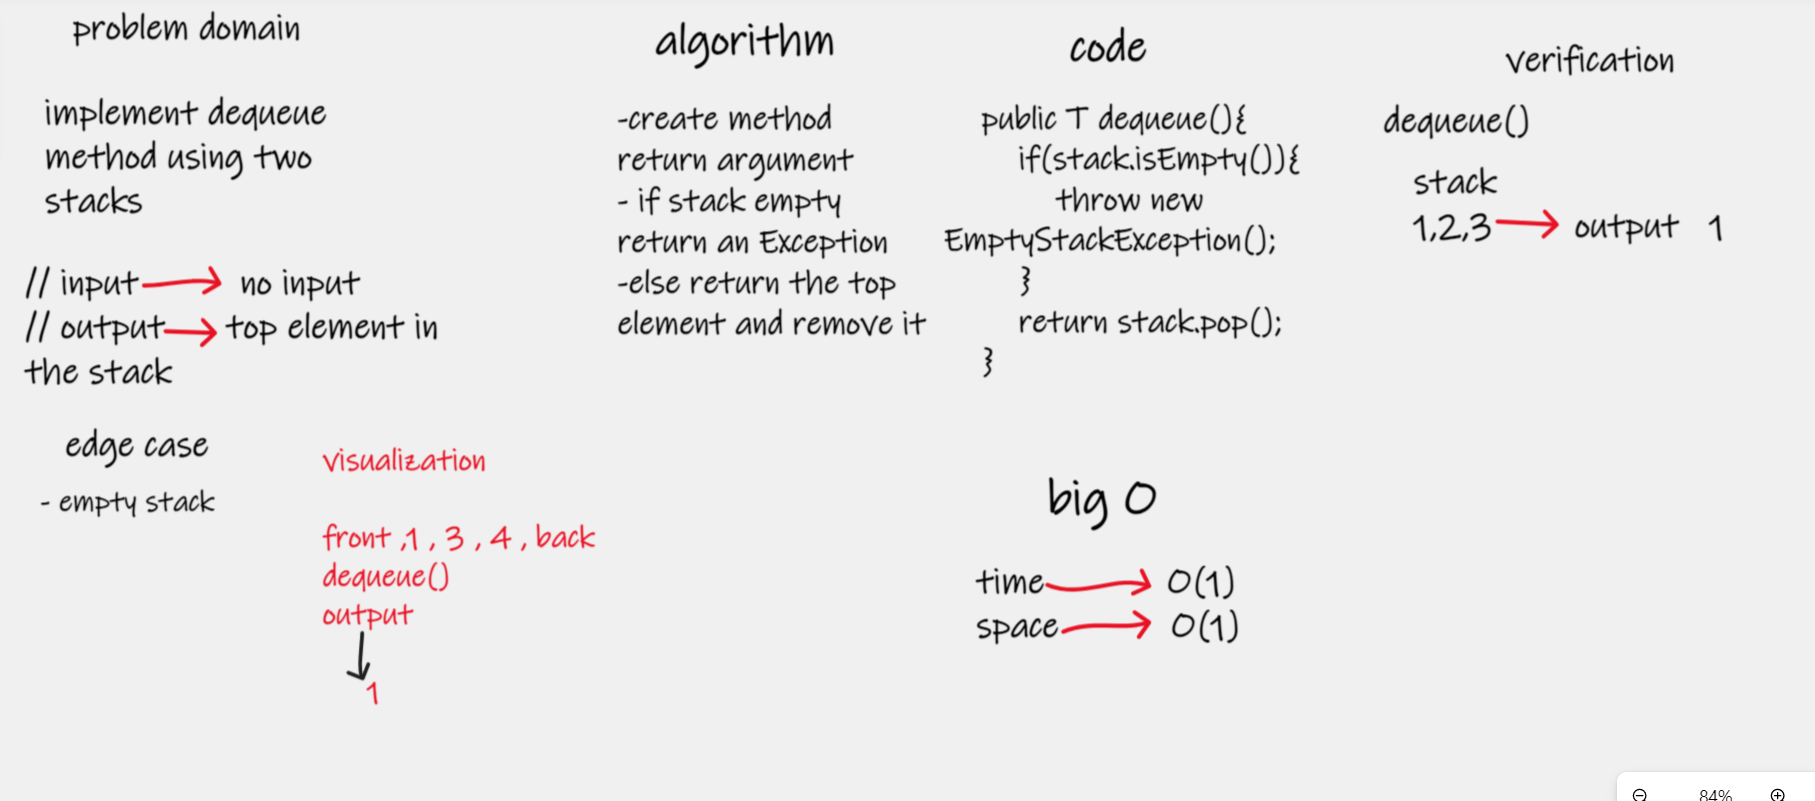 problem domain
implement dequeue
method using two
stacks
// input → no input
// output → top element in
the stack
edge case
- empty stack
visualization
front ,1 , 3 , 4 , back
dequeue()
output
1
algorithm
-create method
return argument
- if stack empty
return an Exception
-else return the top
element and remove it
code
public T dequeue(){
if(stack.isEmpty()){
throw new
EmptyStackException();
}
return stack.pop();
}
big O
time → O(1)
space → O(1)
verification
dequeue()
stack
1,2,3 → output 1
84%